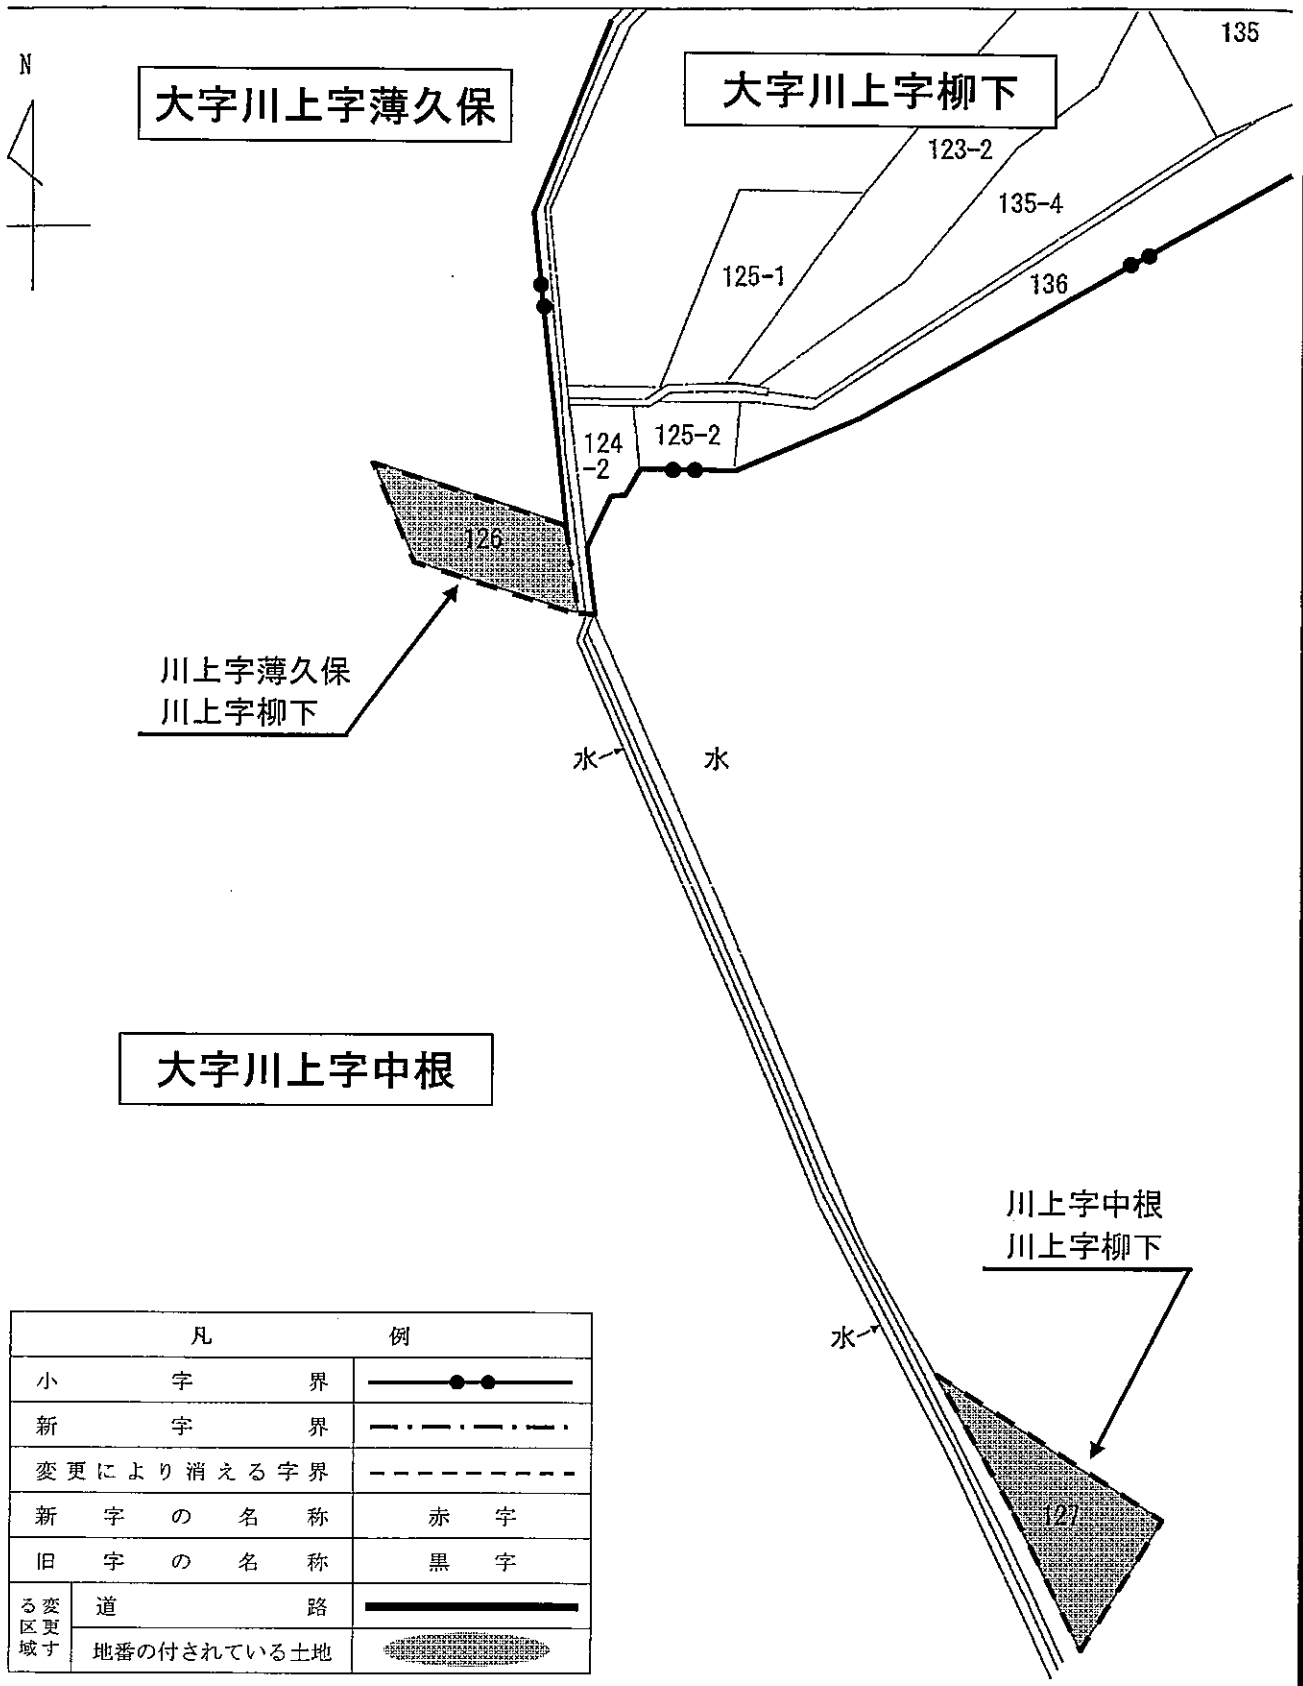 N
大字川上字薄久保
大字川上字柳下
135
123-2
135-4
125-1
136
124
-2
125-2
126
川上字薄久保
川上字柳下
水
水
大字川上字中根
川上字中根
川上字柳下
水
127
凡例
小字界
新字界
変更により消える字界
新字の名称 赤字
旧字の名称 黒字
変更す
る区域
道路
地番の付されている土地